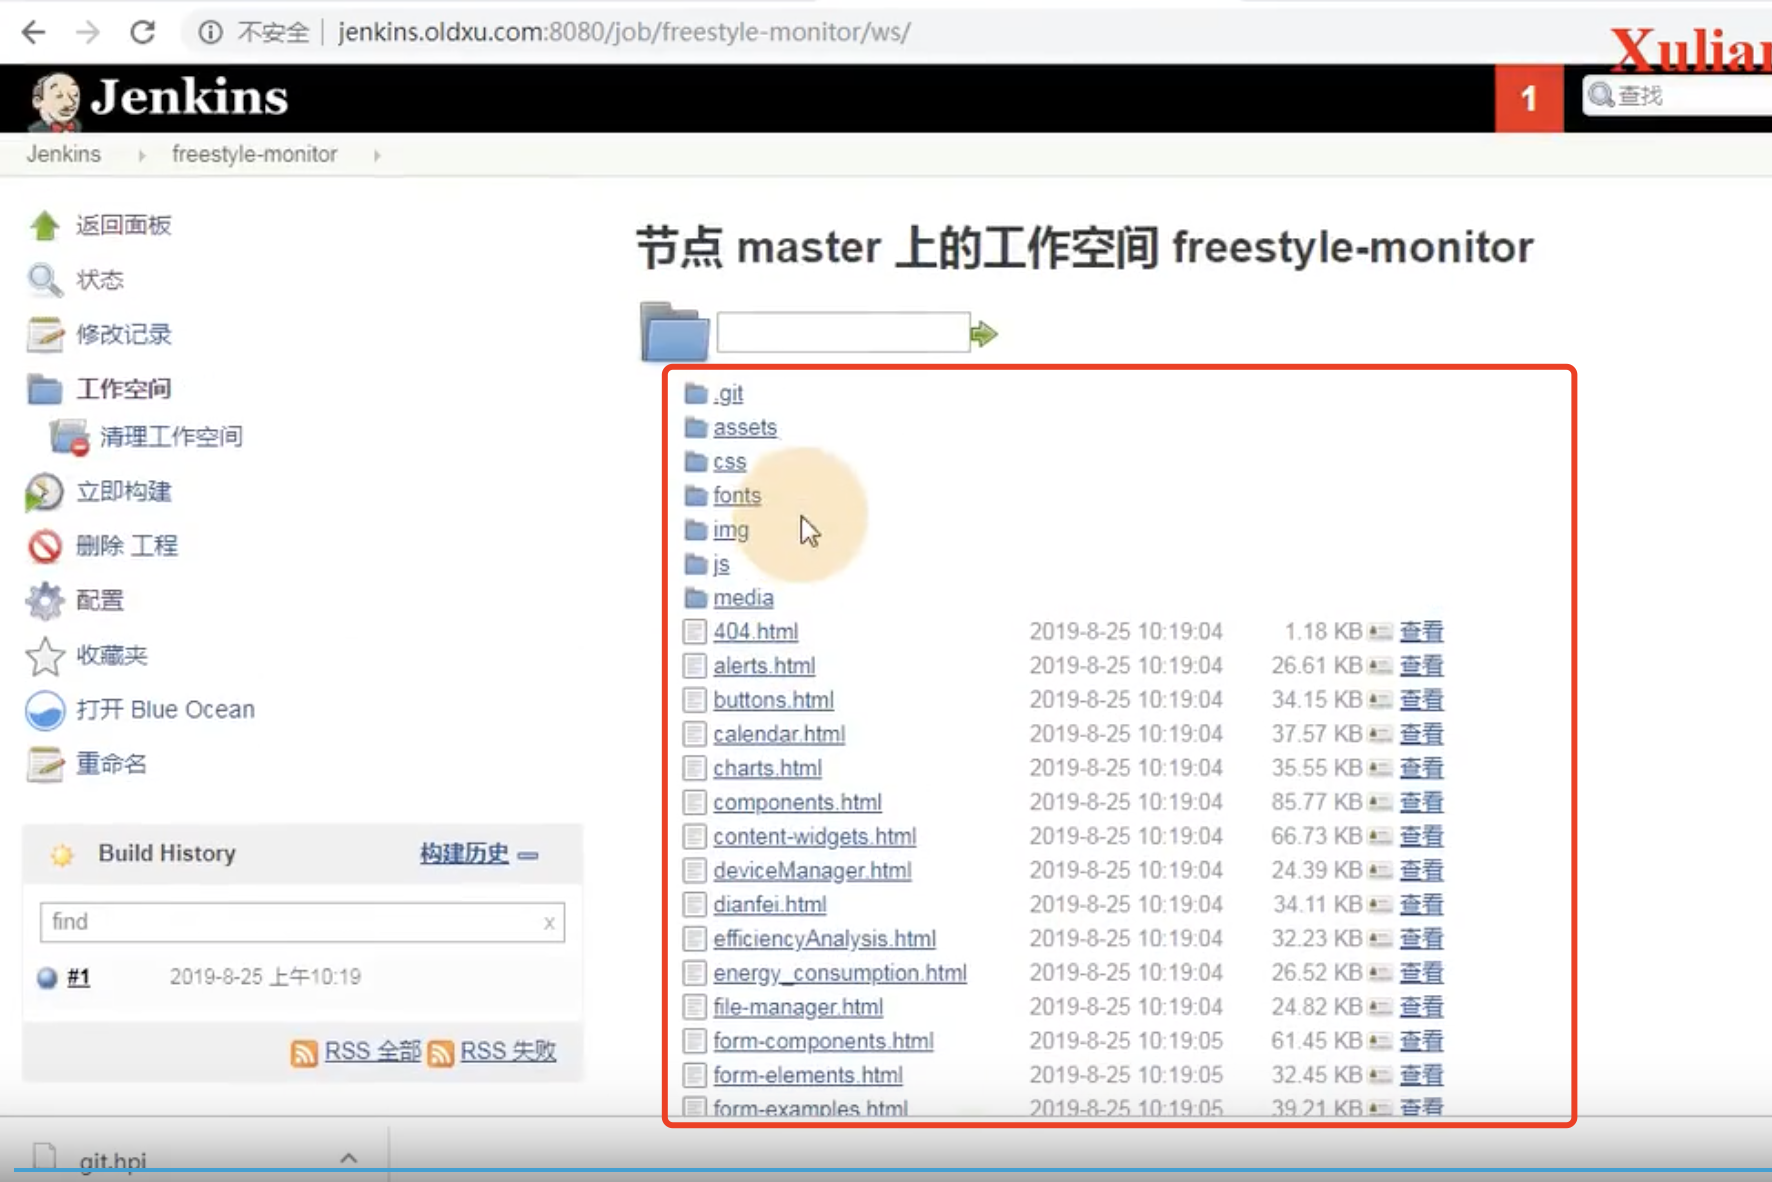 不安全 | jenkins.oldxu.com:8080/job/freestyle-monitor/ws/
Jenkins
1
查找
Jenkins
freestyle-monitor
返回面板
状态
修改记录
工作空间
清理工作空间
立即构建
删除 工程
配置
收藏夹
打开 Blue Ocean
重命名
Build History 构建历史
find x
#1 2019-8-25 上午10:19
RSS 全部 RSS 失败
节点 master 上的工作空间 freestyle-monitor
.git
assets
css
fonts
img
js
media
404.html 2019-8-25 10:19:04 1.18 KB 查看
alerts.html 2019-8-25 10:19:04 26.61 KB 查看
buttons.html 2019-8-25 10:19:04 34.15 KB 查看
calendar.html 2019-8-25 10:19:04 37.57 KB 查看
charts.html 2019-8-25 10:19:04 35.55 KB 查看
components.html 2019-8-25 10:19:04 85.77 KB 查看
content-widgets.html 2019-8-25 10:19:04 66.73 KB 查看
deviceManager.html 2019-8-25 10:19:04 24.39 KB 查看
dianfei.html 2019-8-25 10:19:04 34.11 KB 查看
efficiencyAnalysis.html 2019-8-25 10:19:04 32.23 KB 查看
energy_consumption.html 2019-8-25 10:19:04 26.52 KB 查看
file-manager.html 2019-8-25 10:19:04 24.82 KB 查看
form-components.html 2019-8-25 10:19:05 61.45 KB 查看
form-elements.html 2019-8-25 10:19:05 32.45 KB 查看
form-examples.html 2019-8-25 10:19:05 39.21 KB 查看
git.hpi